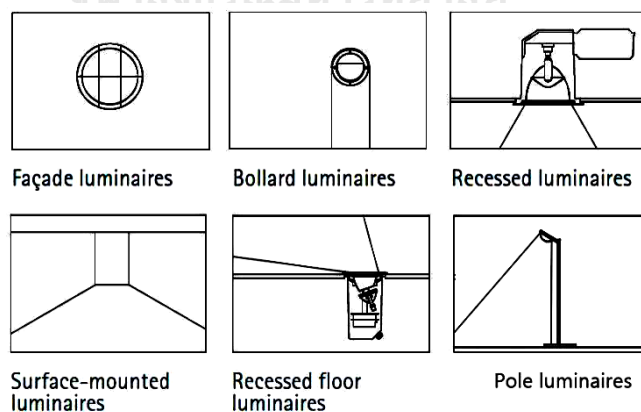 Façade luminaires
Bollard luminaires
Recessed luminaires
Surface-mounted
luminaires
Recessed floor
luminaires
Pole luminaires